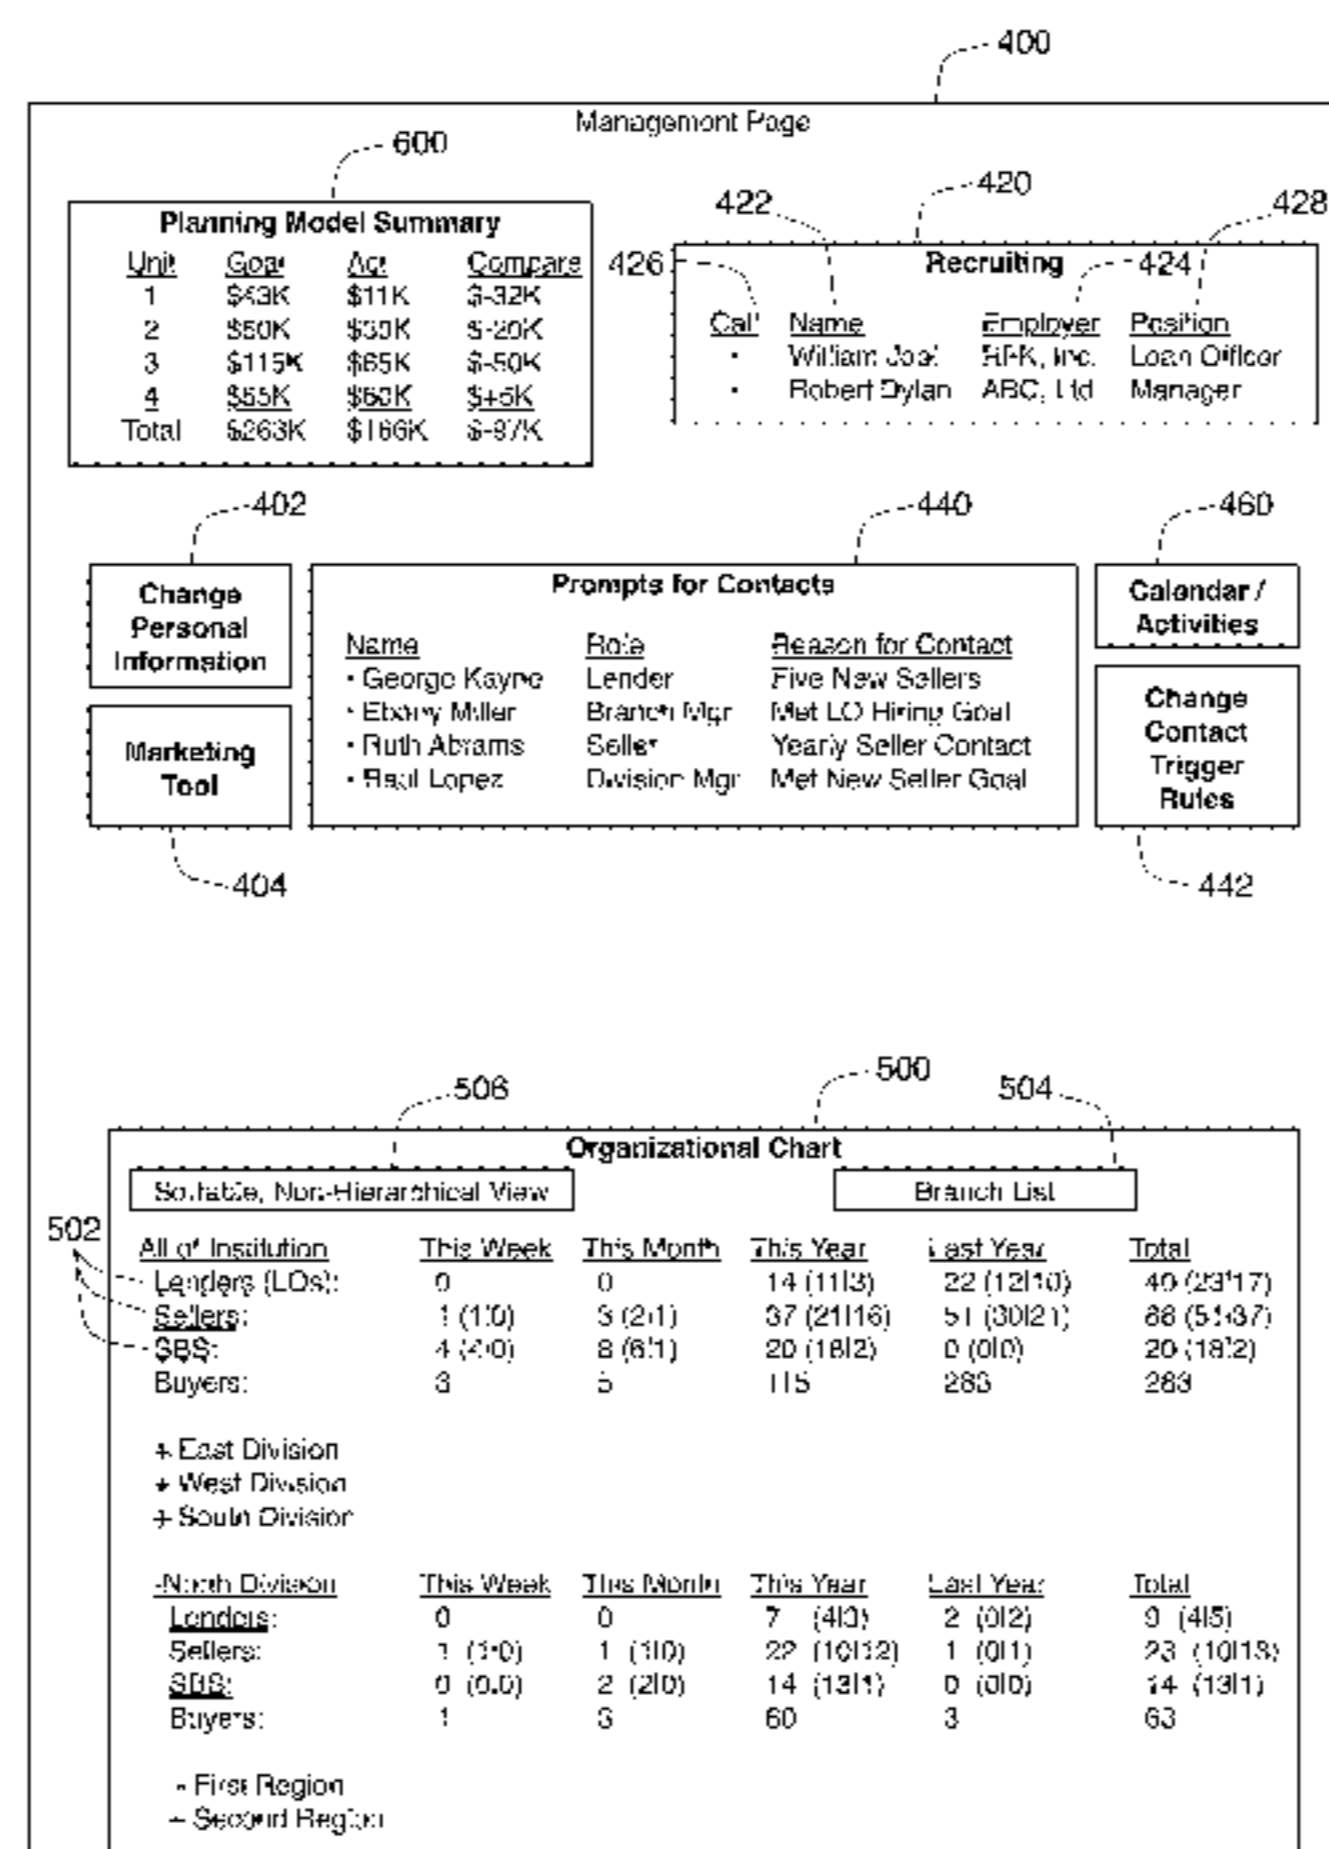 400
Management Page
600
Planning Model Summary
Unit Goal Act Compare
1 $43K $11K $-32K
2 $50K $30K $-20K
3 $115K $65K $-50K
4 $55K $60K $+5K
Total $263K $166K $-97K
420
422
428
426
Recruiting
424
Call Name Employer Position
• William Joel Inc. Loan Officer
• Robert Dylan ABC, Ltd Manager
402
440
460
Change
Personal
Information
Prompts for Contacts
Name Role Reason for Contact
• George Kayne Lender Five New Sellers
• Ebony Miller Branch Mgr Met LO Hiring Goal
• Ruth Abrams Seller Yearly Seller Contact
• Raul Lopez Division Mgr Met New Seller Goal
Calendar /
Activities
Marketing
Tool
Change
Contact
Trigger
Rules
404
442
506
500
504
Organizational Chart
Sortable, Non-Hierarchical View Branch List
502
All of Institution This Week This Month This Year Last Year Total
Lenders (LOs): 0 0 14 (11|3) 22 (12|10) 40 (23|17)
Sellers: 1 (1|0) 3 (2|1) 37 (21|16) 51 (30|21) 88 (51|37)
SBS: 4 (4|0) 8 (6|1) 20 (18|2) 0 (0|0) 20 (18|2)
Buyers: 3 5 115 283 283
+ East Division
+ West Division
+ South Division
-North Division This Week This Month This Year Last Year Total
Lenders: 0 0 7 (4|3) 2 (0|2) 9 (4|5)
Sellers: 1 (1|0) 1 (1|0) 22 (10|12) 1 (0|1) 23 (10|13)
SBS: 0 (0|0) 2 (2|0) 14 (13|1) 0 (0|0) 14 (13|1)
Buyers: 1 3 60 3 63
- First Region
+ Second Region